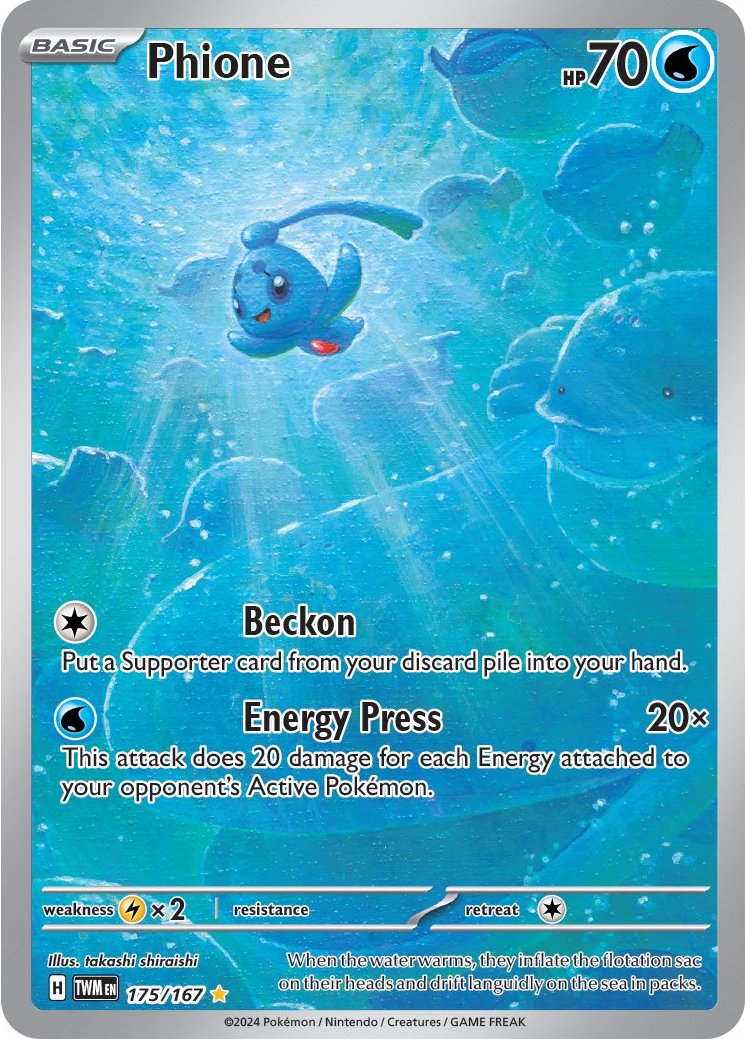 BASIC Phione HP70
Beckon
Put a Supporter card from your discard pile into your hand.
Energy Press 20×
This attack does 20 damage for each Energy attached to
your opponent's Active Pokémon.
weakness ×2 resistance retreat
Illus. takashi shiraishi
When the water warms, they inflate the flotation sac
on their heads and drift languidly on the sea in packs.
H TWM EN 175/167
©2024 Pokémon / Nintendo / Creatures / GAME FREAK